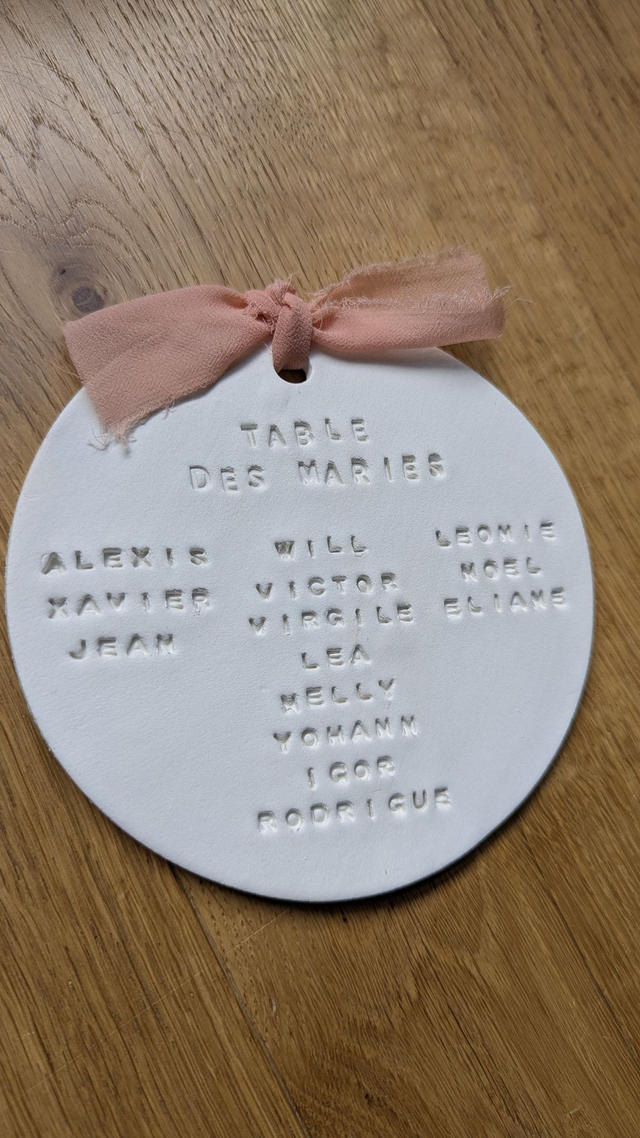 TABLE
DES MARIES
ALEXIS
XAVIER
JEAN
WILL
VICTOR
VIRGILE
LEA
NELLY
YOHANN
IGOR
RODRIGUE
LEONIE
NOEL
ELIANE